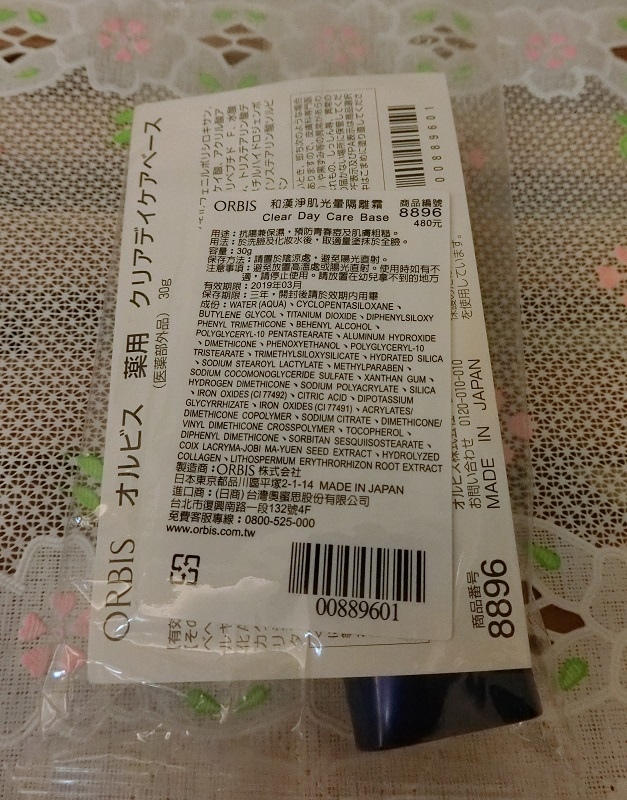 ORBIS 和漢淨肌光暈隔離霜
Clear Day Care Base
商品編號
8896
480元
用途：抗腸兼保濕，預防青春痘及肌膚粗糙。
用法：於洗臉及化妝水後，取適量塗抹於全臉。
容量：30g
保存方法：請置於陰涼處，避免陽光直射。
注意事項：避免放置高溫處或陽光直射。使用時如有不
適，請停止使用。請放置在幼兒拿不到的地方
有效期限：2019年03月
保存期限：三年，開封後請於效期內用畢
成份：WATER (AQUA)、CYCLOPENTASILOXANE、
BUTYLENE GLYCOL、TITANIUM DIOXIDE、DIPHENYLSILOXY
PHENYL TRIMETHICONE、BEHENYL ALCOHOL、
POLYGLYCERYL-10 PENTASTEARATE、ALUMINUM HYDROXIDE
、DIMETHICONE、PHENOXYETHANOL、POLYGLYCERYL-10
TRISTEARATE、TRIMETHYLSILOXYSILICATE、HYDRATED SILICA
、SODIUM STEAROYL LACTYLATE、METHYLPARABEN、
SODIUM COCOMONOGLYCERIDE SULFATE、XANTHAN GUM、
HYDROGEN DIMETHICONE、SODIUM POLYACRYLATE、SILICA
、IRON OXIDES (CI 77492)、CITRIC ACID、DIPOTASSIUM
GLYCYRRHIZATE、IRON OXIDES (CI 77491)、ACRYLATES/
DIMETHICONE COPOLYMER、SODIUM CITRATE、DIMETHICONE/
VINYL DIMETHICONE CROSSPOLYMER、TOCOPHEROL、
DIPHENYL DIMETHICONE、SORBITAN SESQUIISOSTEARATE、
COIX LACRYMA-JOBI MA-YUEN SEED EXTRACT、HYDROLYZED
COLLAGEN、LITHOSPERMUM ERYTHRORHIZON ROOT EXTRACT
製造商：ORBIS 株式会社
日本東京都品川區平塚2-1-14 MADE IN JAPAN
進口商：(日商) 台灣奧蜜思股份有限公司
台北市復興南路一段132號4F
免費客服專線：0800-525-000
www.orbis.com.tw
00889601
ORBIS オルビス 薬用 クリアデイケアベース
(医薬部外品) 30g
を使用しています。
お問い合わせ 0120-010-010
MADE IN JAPAN
商品番号
8896
00889601